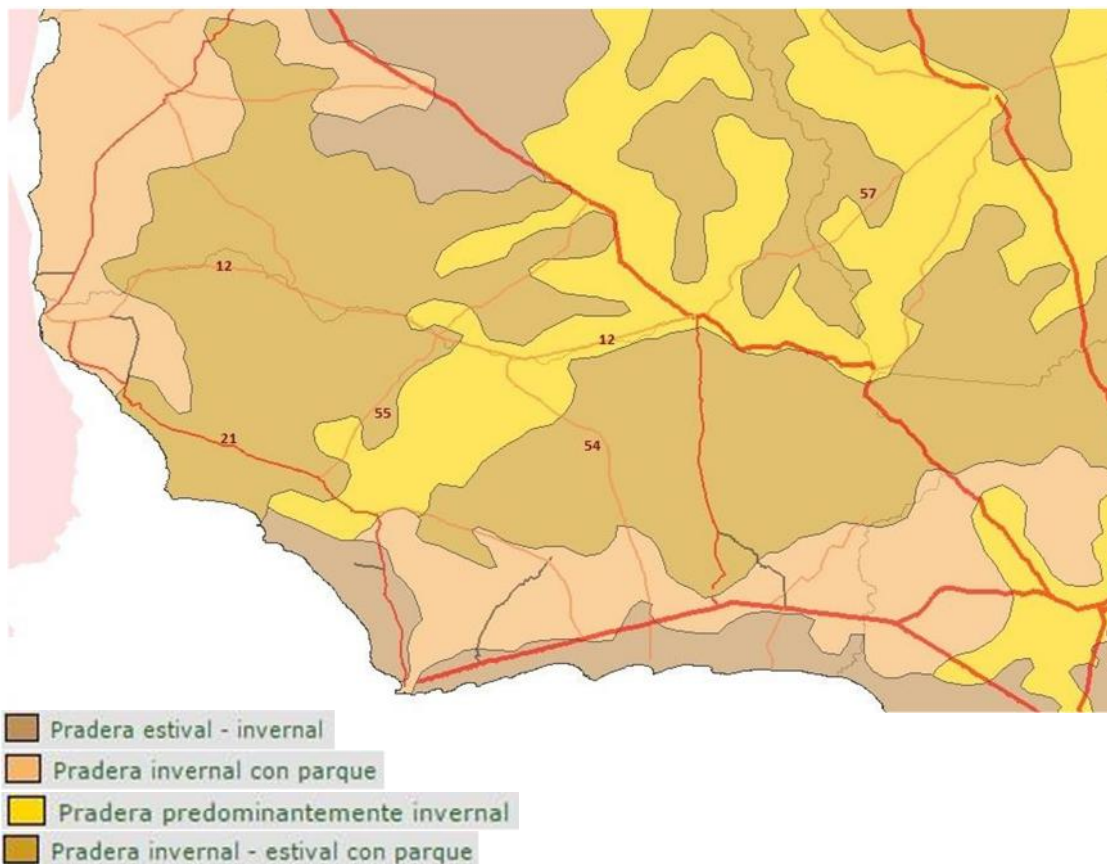 57
12
12
55
21
54
Pradera estival - invernal
Pradera invernal con parque
Pradera predominantemente invernal
Pradera invernal - estival con parque